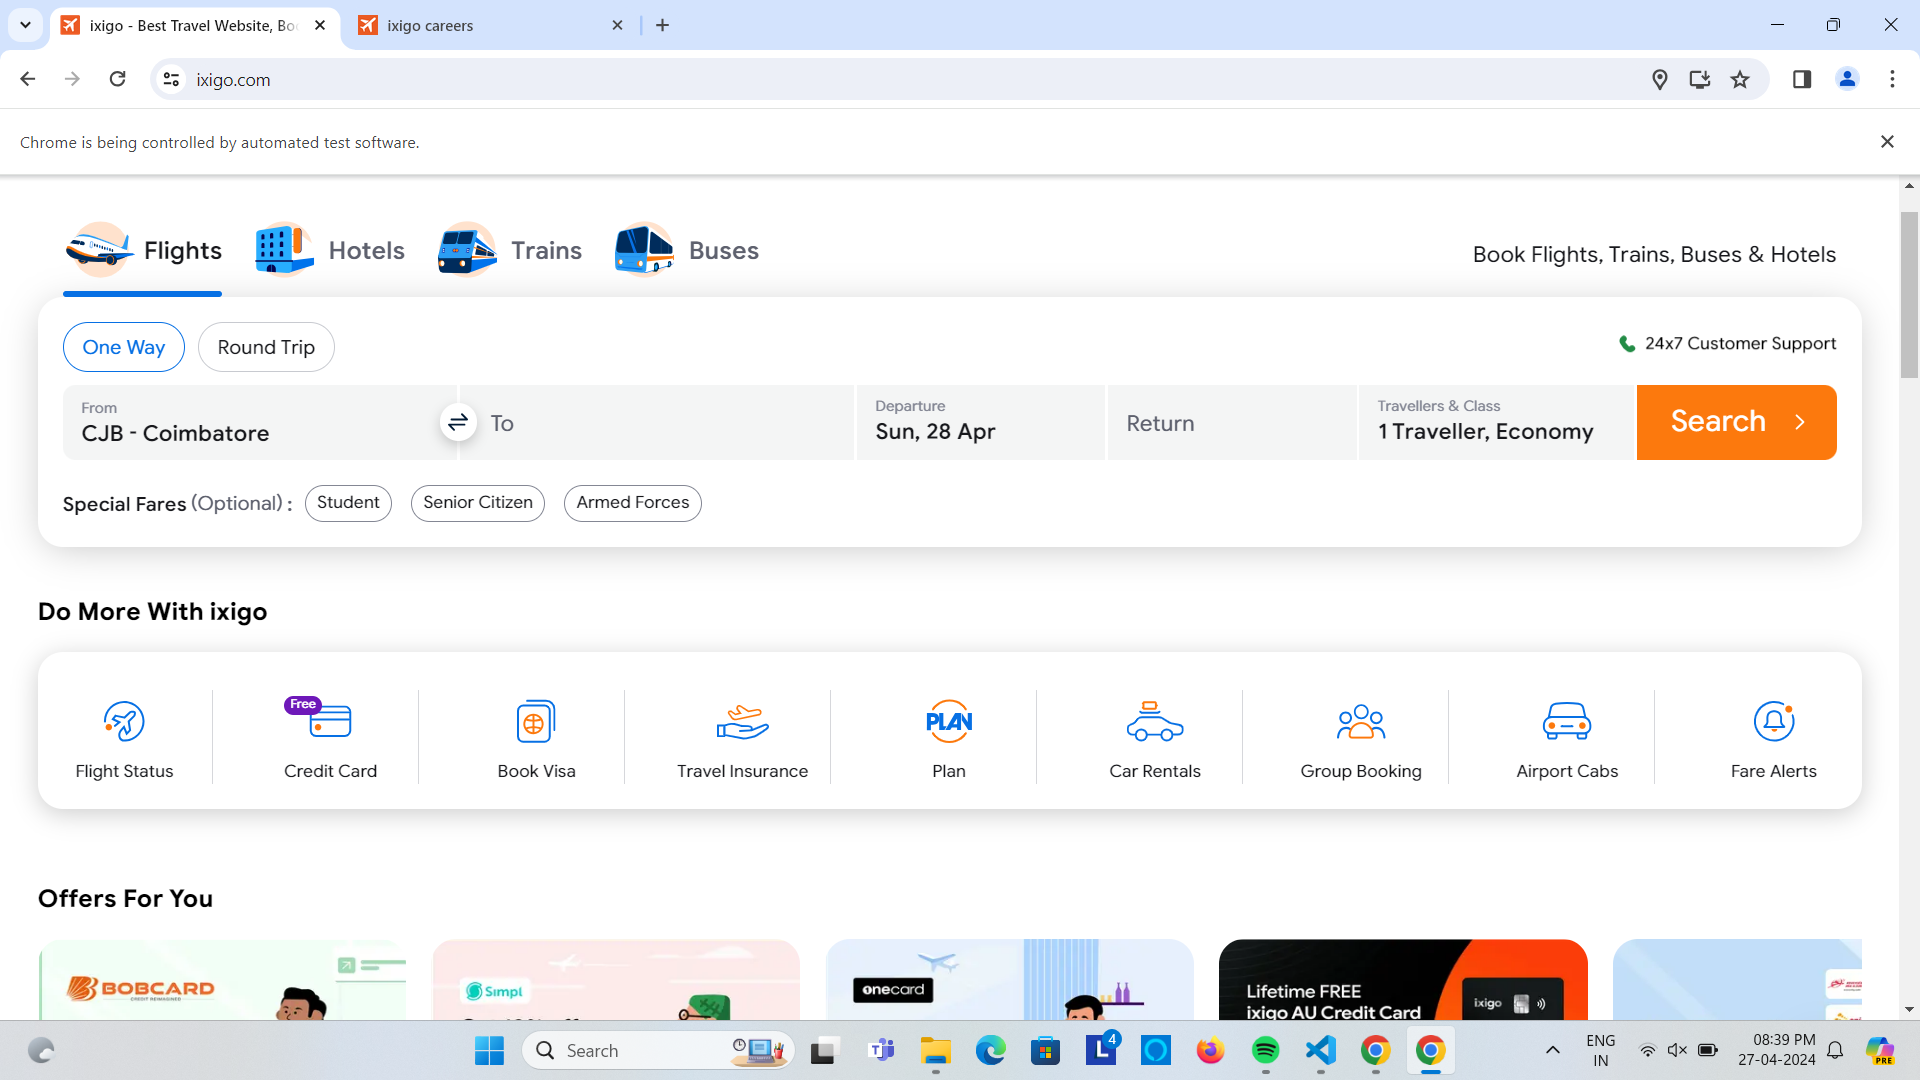 ixigo - Best Travel Website, Bo
ixigo careers
ixigo.com
Chrome is being controlled by automated test software.
Flights
Hotels
Trains
Buses
Book Flights, Trains, Buses & Hotels
One Way
Round Trip
24x7 Customer Support
From
CJB - Coimbatore
To
Departure
Sun, 28 Apr
Return
Travellers & Class
1 Traveller, Economy
Search
Special Fares (Optional) :
Student
Senior Citizen
Armed Forces
Do More With ixigo
Flight Status
Free
Credit Card
Book Visa
Travel Insurance
PLAN
Plan
Car Rentals
Group Booking
Airport Cabs
Fare Alerts
Offers For You
BOBCARD
CREDIT REIMAGINED
Simpl
onecard
Lifetime FREE
ixigo AU Credit Card
ixigo
Search
L
4
ENG
IN
08:39 PM
27-04-2024
PRE